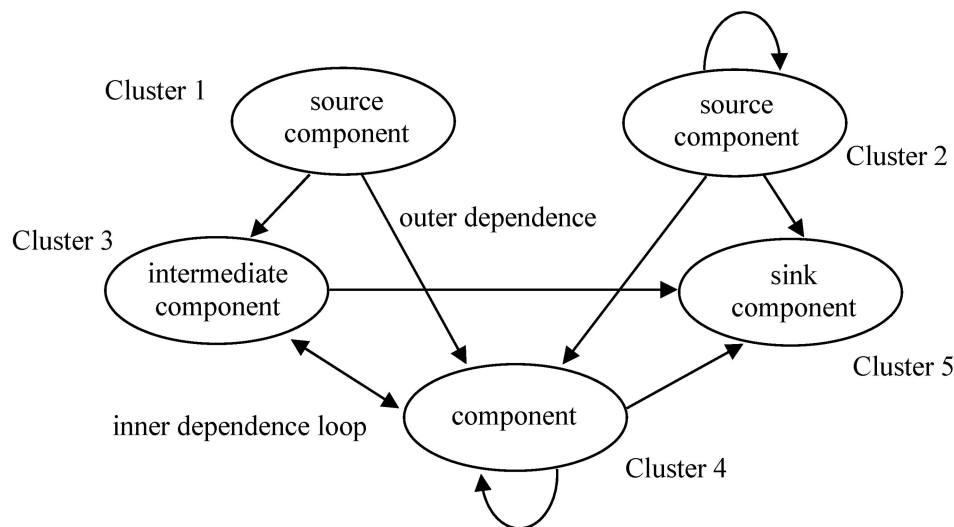 Cluster 1
source
component
source
component
Cluster 2
outer dependence
Cluster 3
intermediate
component
sink
component
Cluster 5
component
inner dependence loop
Cluster 4